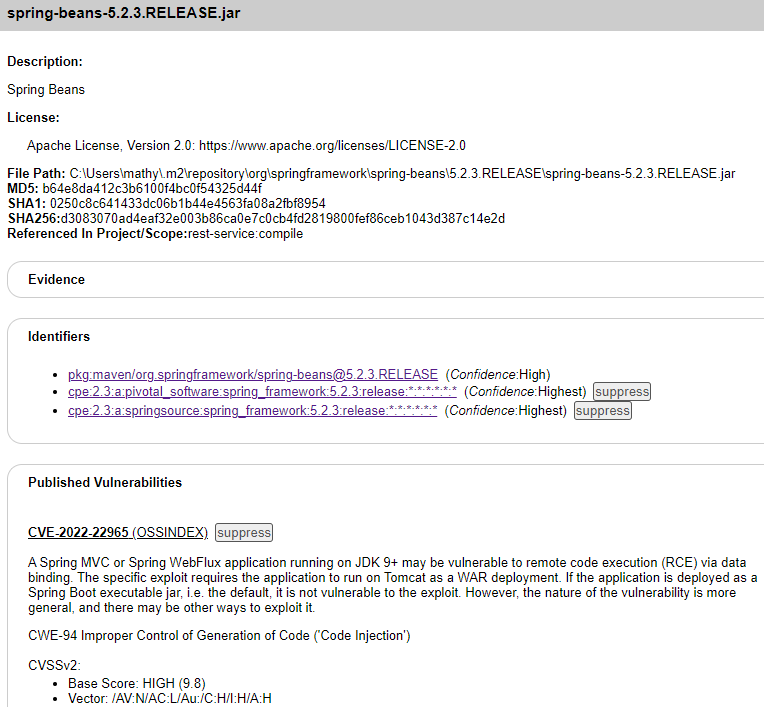 spring-beans-5.2.3.RELEASE.jar
Description:
Spring Beans
License:
Apache License, Version 2.0: https://www.apache.org/licenses/LICENSE-2.0
File Path: C:\Users\mathy\.m2\repository\org\springframework\spring-beans\5.2.3.RELEASE\spring-beans-5.2.3.RELEASE.jar
MD5: b64e8da412c3b6100f4bc0f54325d44f
SHA1: 0250c8c641433dc06b1b44e4563fa08a2fbf8954
SHA256:d3083070ad4eaf32e003b86ca0e7c0cb4fd2819800fef86ceb1043d387c14e2d
Referenced In Project/Scope:rest-service:compile
Evidence
Identifiers
• pkg:maven/org.springframework/spring-beans@5.2.3.RELEASE (Confidence:High)
• cpe:2.3:a:pivotal_software:spring_framework:5.2.3:release:*:*:*:*:*:* (Confidence:Highest) suppress
• cpe:2.3:a:springsource:spring_framework:5.2.3:release:*:*:*:*:*:* (Confidence:Highest) suppress
Published Vulnerabilities
CVE-2022-22965 (OSSINDEX) suppress
A Spring MVC or Spring WebFlux application running on JDK 9+ may be vulnerable to remote code execution (RCE) via data
binding. The specific exploit requires the application to run on Tomcat as a WAR deployment. If the application is deployed as a
Spring Boot executable jar, i.e. the default, it is not vulnerable to the exploit. However, the nature of the vulnerability is more
general, and there may be other ways to exploit it.
CWE-94 Improper Control of Generation of Code ('Code Injection')
CVSSv2:
• Base Score: HIGH (9.8)
• Vector: /AV:N/AC:L/Au:/C:H/I:H/A:H